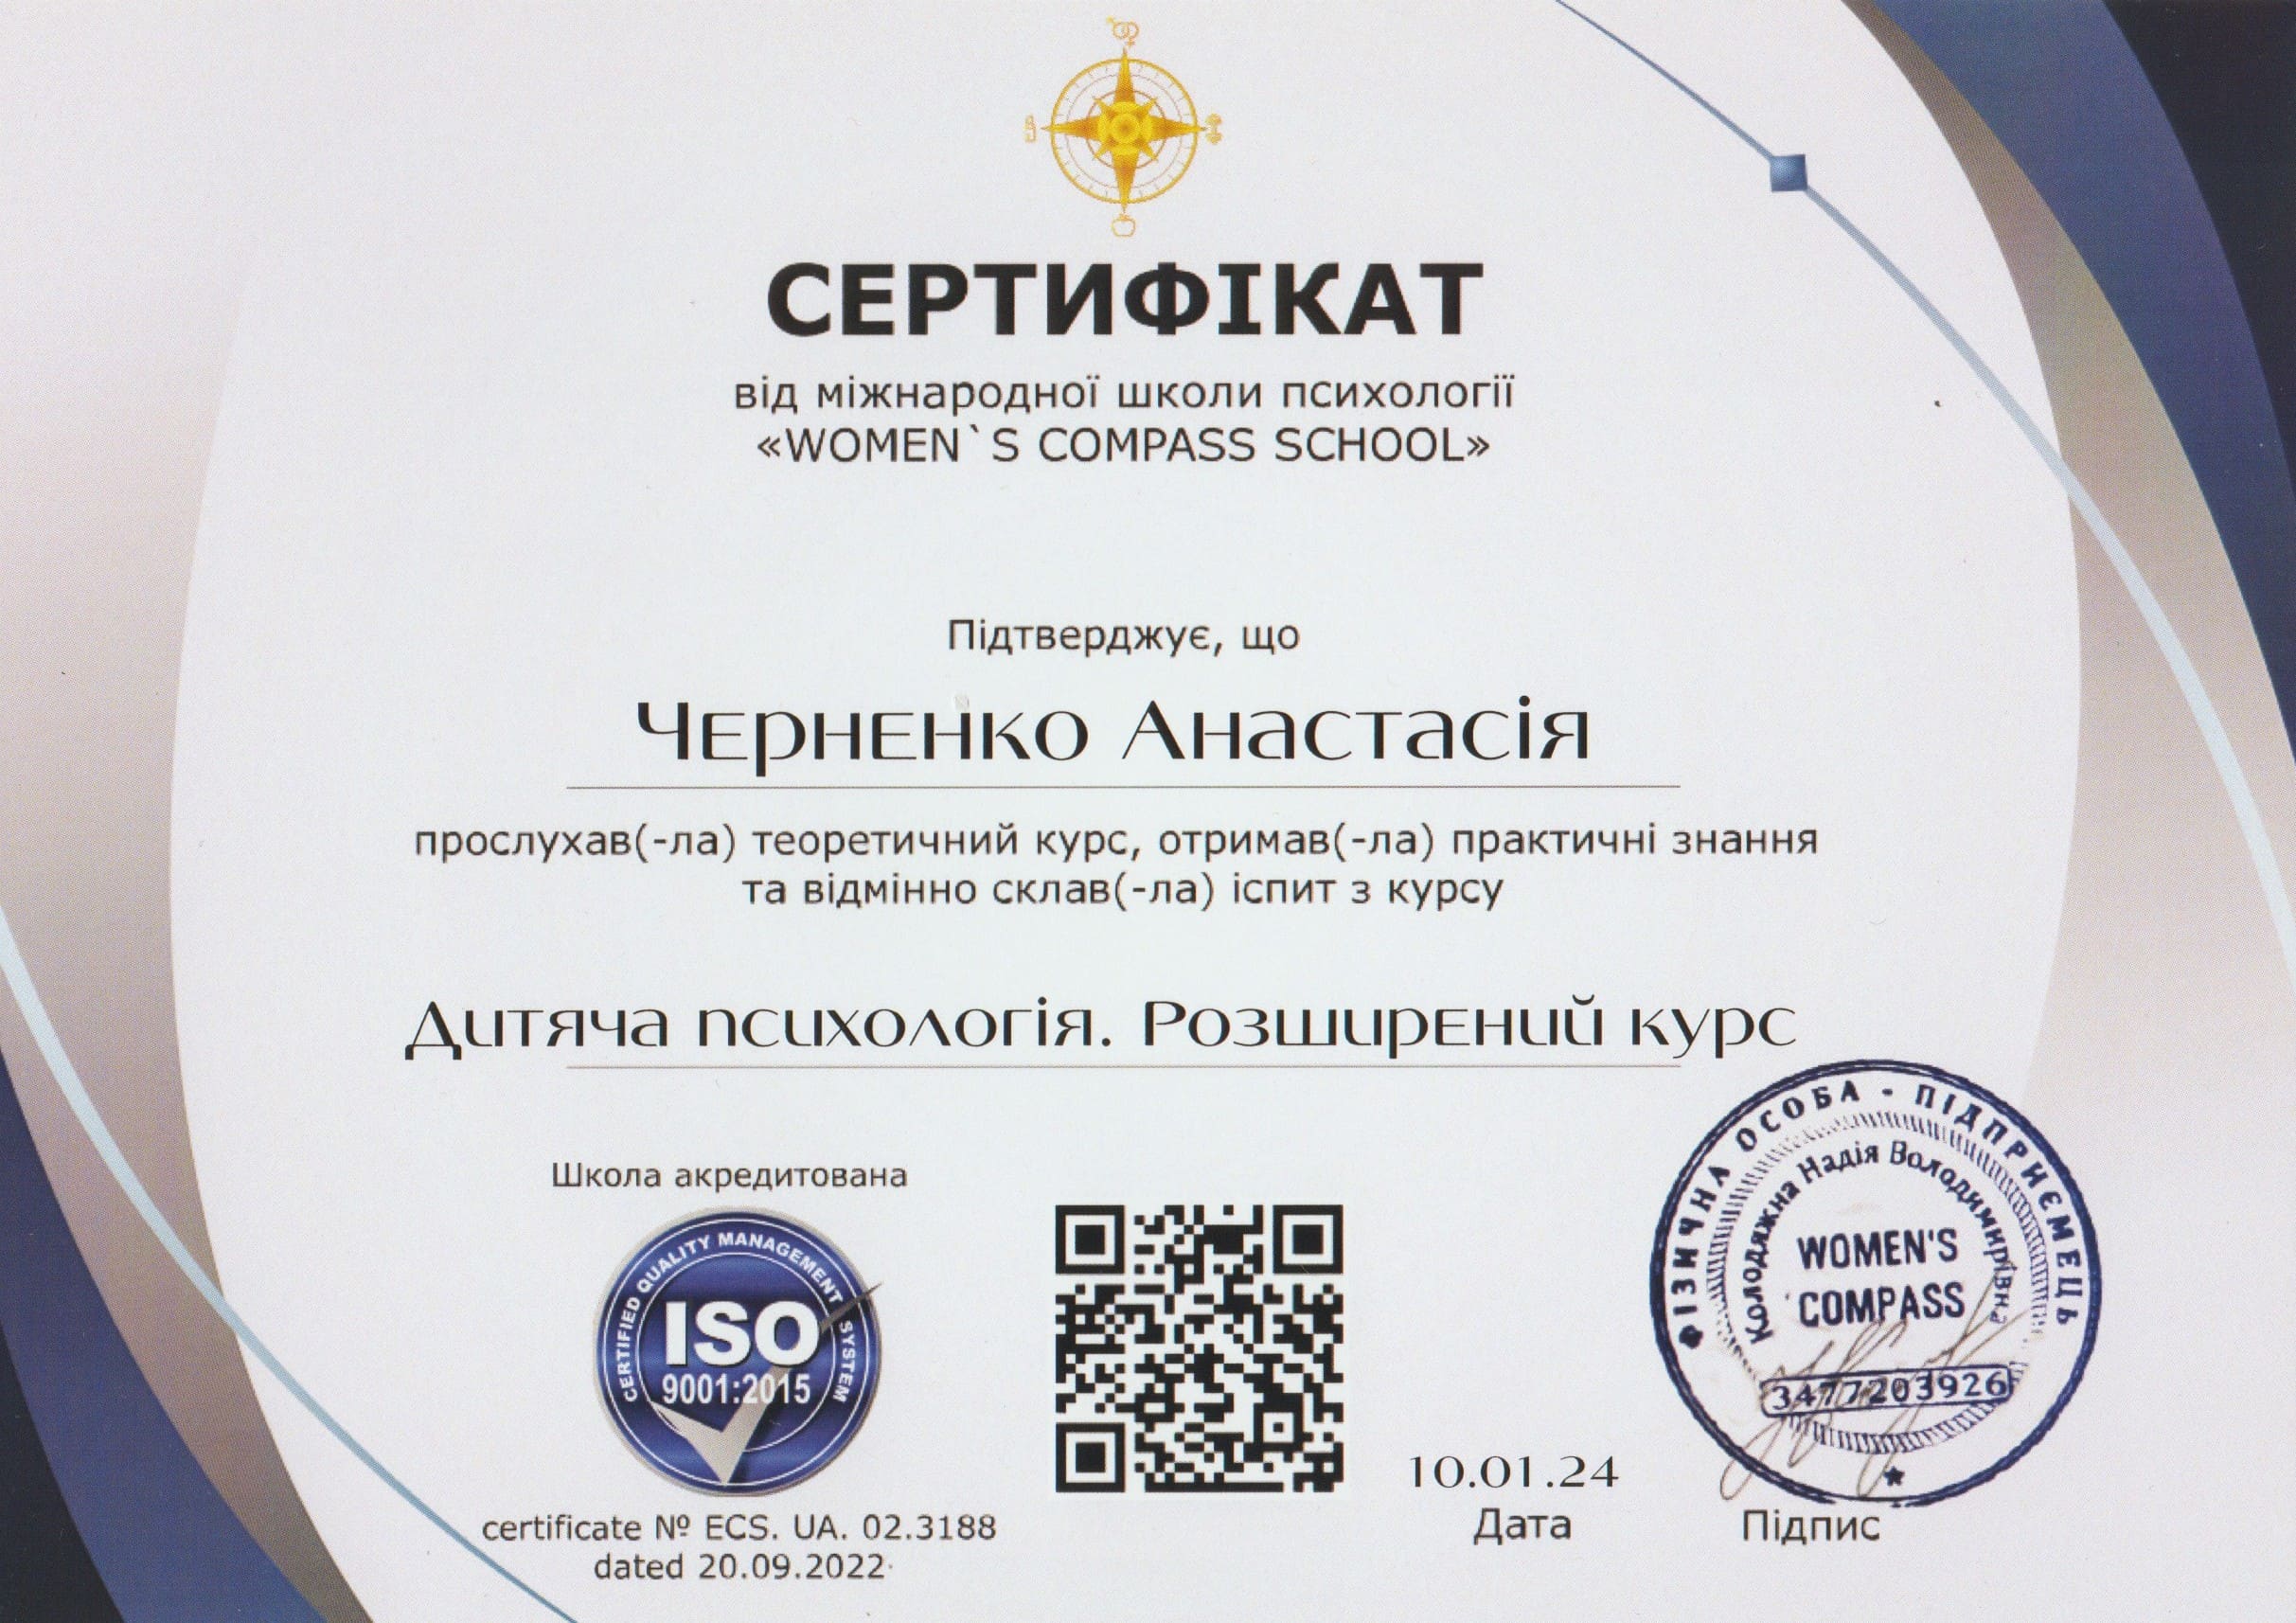 СЕРТИФІКАТ
від міжнародної школи психології
«WOMEN`S COMPASS SCHOOL»
Підтверджує, що
Черненко Анастасія
прослухав(-ла) теоретичний курс, отримав(-ла) практичні знання
та відмінно склав(-ла) іспит з курсу
Дитяча психологія. Розширений курс
Школа акредитована
CERTIFIED QUALITY MANAGEMENT SYSTEM
ISO
9001:2015
certificate № ECS. UA. 02.3188
dated 20.09.2022
10.01.24
Дата
ФІЗИЧНА ОСОБА - ПІДПРИЄМЕЦЬ
Колодяжна Надія Володимирівна
WOMEN'S
COMPASS
3477203926
Підпис